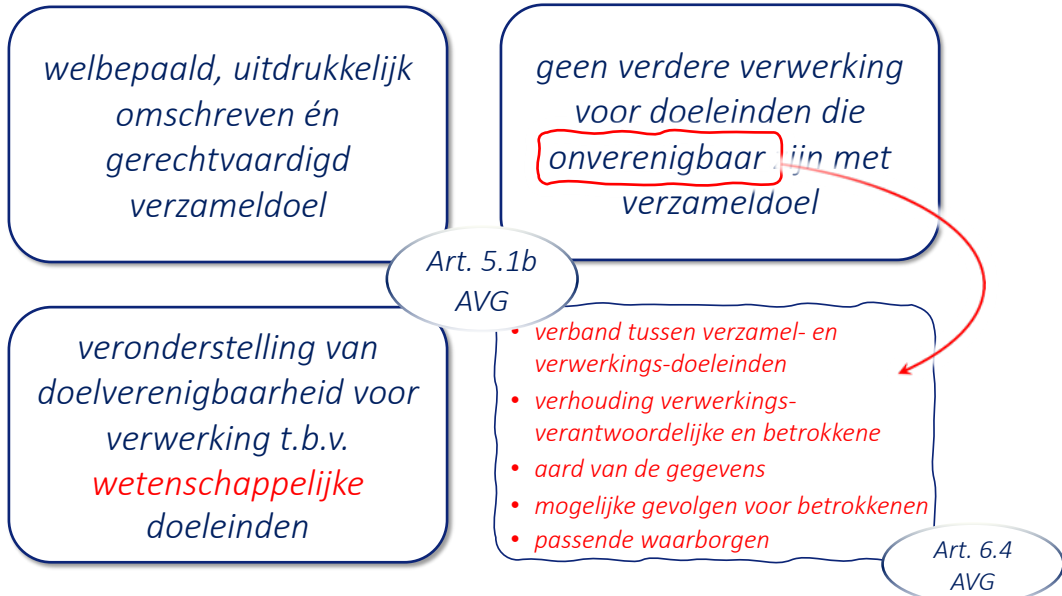 welbepaald, uitdrukkelijk
omschreven én
gerechtvaardigd
verzameldoel
geen verdere verwerking
voor doeleinden die
onverenigbaar zijn met
verzameldoel
Art. 5.1b
AVG
veronderstelling van
doelverenigbaarheid voor
verwerking t.b.v.
wetenschappelijke
doeleinden
• verband tussen verzamel- en
verwerkings-doeleinden
• verhouding verwerkings-
verantwoordelijke en betrokkene
• aard van de gegevens
• mogelijke gevolgen voor betrokkenen
• passende waarborgen
Art. 6.4
AVG